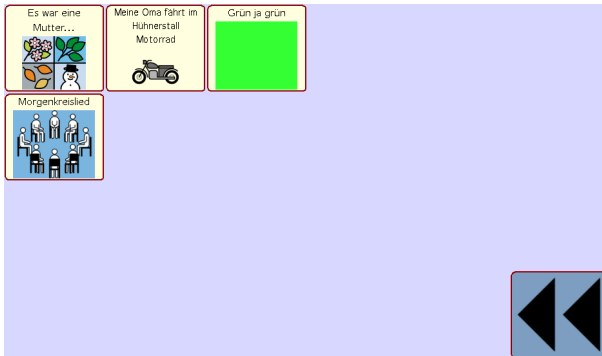 Es war eine
Mutter...
Meine Oma fährt im
Hühnerstall
Motorrad
Grün ja grün
Morgenkreislied